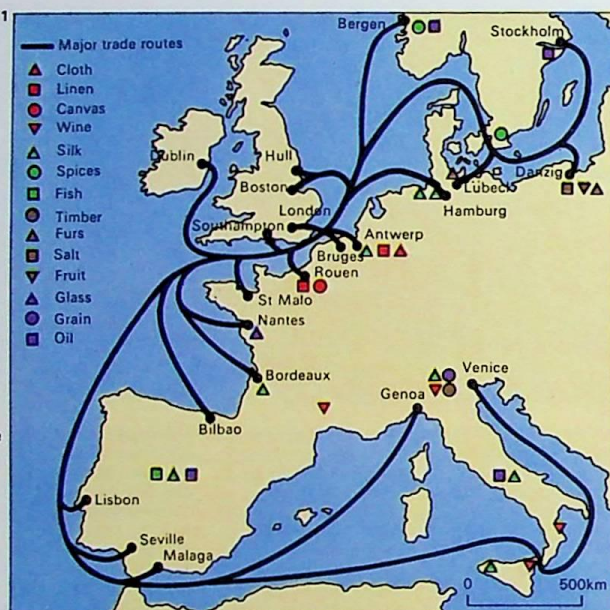 1
Major trade routes
Cloth
Linen
Canvas
Wine
Silk
Spices
Fish
Timber
Furs
Salt
Fruit
Glass
Grain
Oil
Bergen
Stockholm
Dublin
Hull
Boston
London
Southampton
Danzig
Lübeck
Hamburg
Antwerp
Bruges
Rouen
St Malo
Nantes
Bordeaux
Bilbao
Venice
Genoa
Lisbon
Seville
Malaga
0 500km